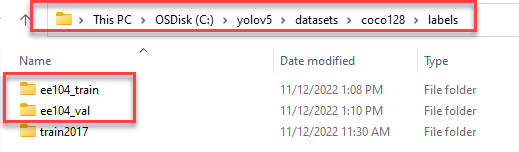 This PC > OSDisk (C:) > yolov5 > datasets > coco128 > labels
Name Date modified Type
ee104_train 11/12/2022 1:08 PM File folder
ee104_val 11/12/2022 1:10 PM File folder
train2017 11/12/2022 11:30 AM File folder